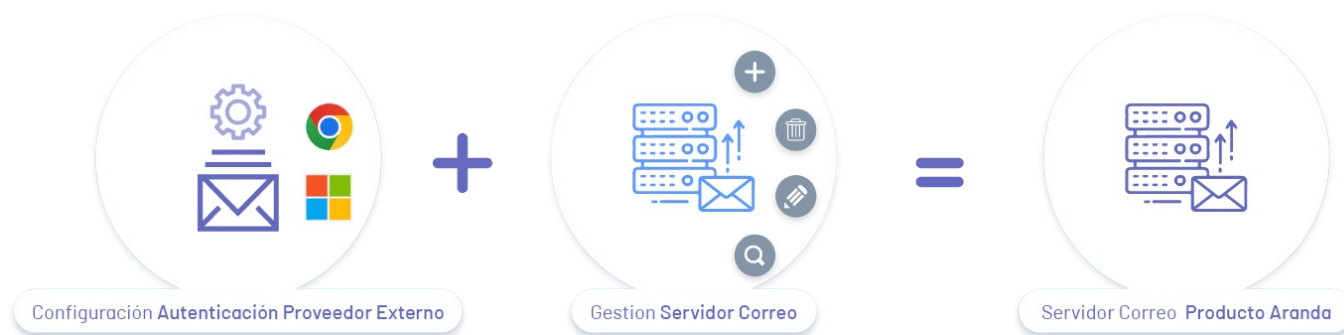 Configuración Autenticación Proveedor Externo
Gestion Servidor Correo
Servidor Correo Producto Aranda